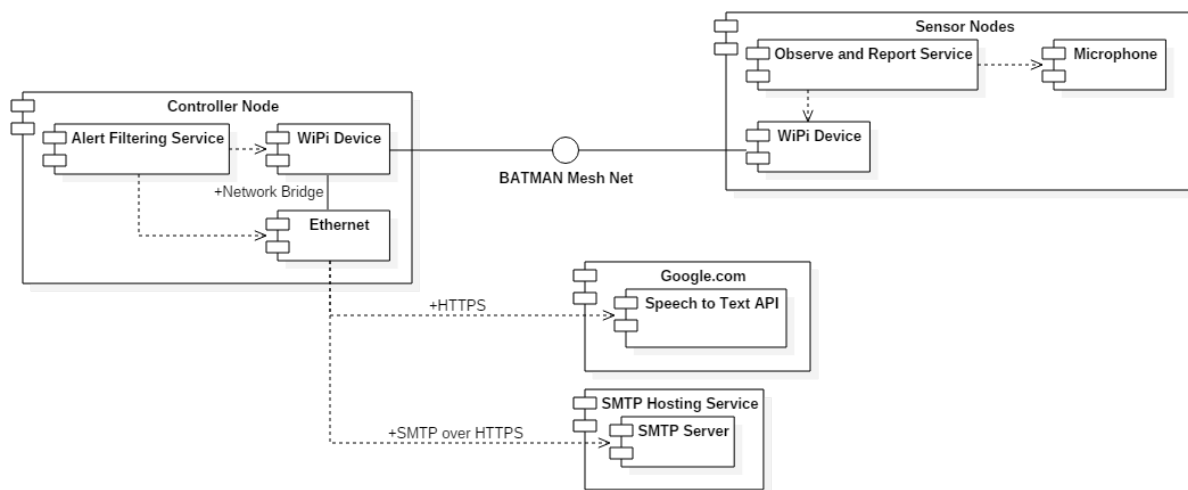 Sensor Nodes
Observe and Report Service
Microphone
Controller Node
Alert Filtering Service
WiPi Device
WiPi Device
BATMAN Mesh Net
+Network Bridge
Ethernet
Google.com
Speech to Text API
+HTTPS
SMTP Hosting Service
SMTP Server
+SMTP over HTTPS